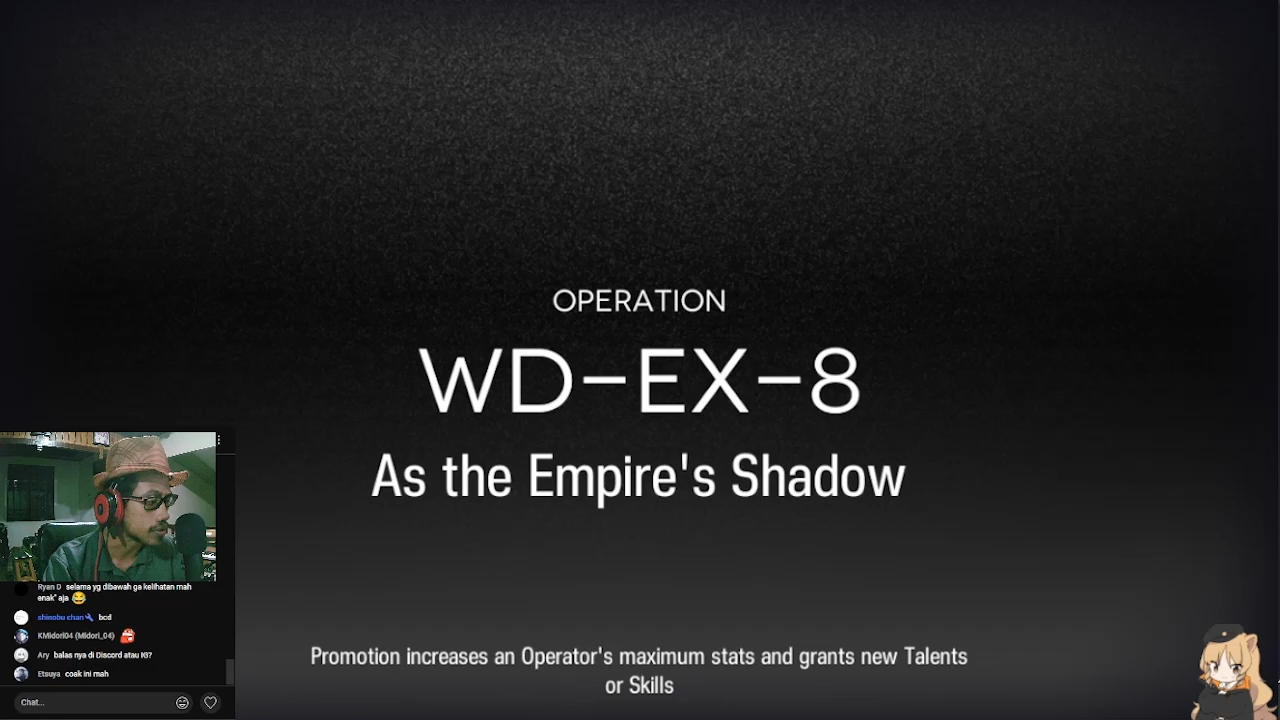 OPERATION
WD-EX-8
As the Empire's Shadow
Ryan D selama yg dibawah ga kelihatan mah
enak" aja
shinobu chan bcd
KMidori04 (Midori_04)
Ary balas nya di Discord atau IG?
Etsuya coak ini mah
Chat...
Promotion increases an Operator's maximum stats and grants new Talents
or Skills